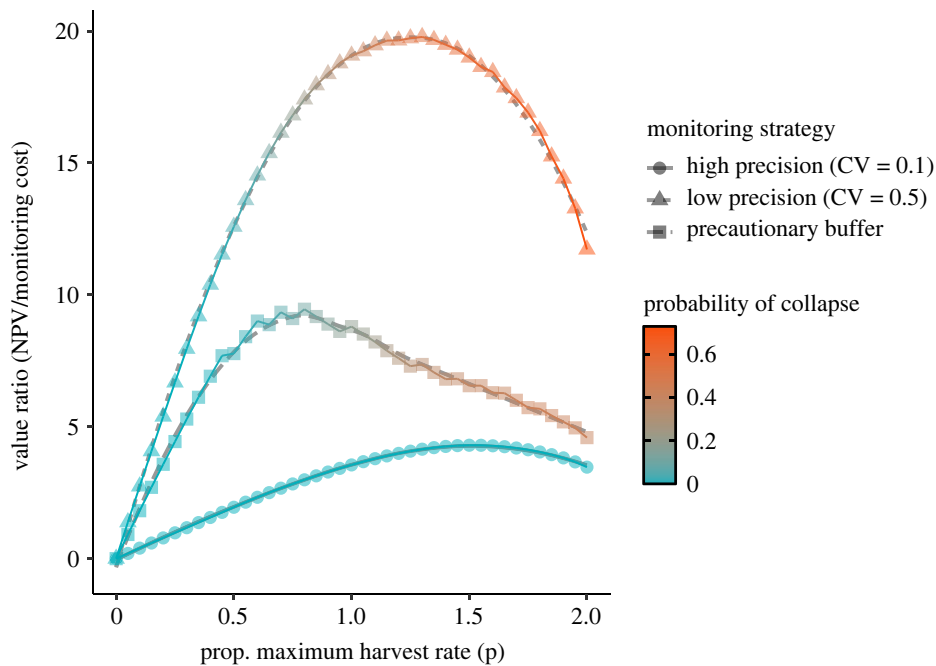 20
15
10
5
0
value ratio (NPV/monitoring cost)
0
0.5
1.0
1.5
2.0
prop. maximum harvest rate (p)
monitoring strategy
high precision (CV = 0.1)
low precision (CV = 0.5)
precautionary buffer
probability of collapse
0.6
0.4
0.2
0